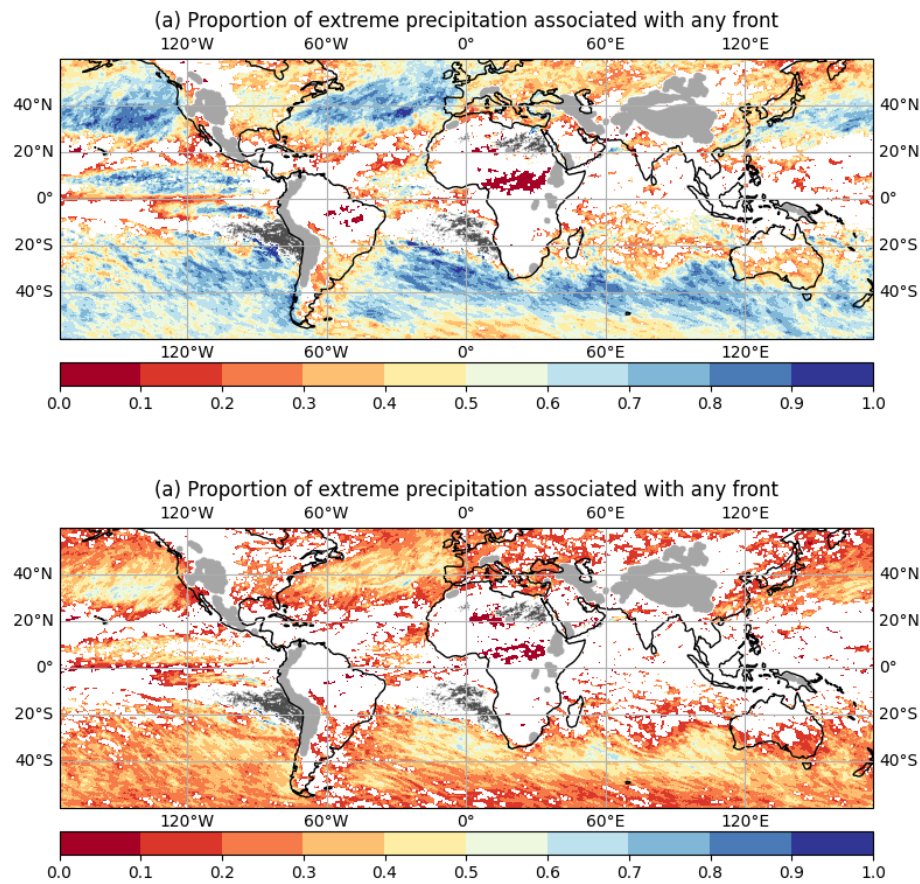 (a) Proportion of extreme precipitation associated with any front
120°W 60°W 0° 60°E 120°E
40°N 40°N
20°N 20°N
0° 0°
20°S 20°S
40°S 40°S
120°W 60°W 0° 60°E 120°E
0.0 0.1 0.2 0.3 0.4 0.5 0.6 0.7 0.8 0.9 1.0
(a) Proportion of extreme precipitation associated with any front
120°W 60°W 0° 60°E 120°E
40°N 40°N
20°N 20°N
0° 0°
20°S 20°S
40°S 40°S
120°W 60°W 0° 60°E 120°E
0.0 0.1 0.2 0.3 0.4 0.5 0.6 0.7 0.8 0.9 1.0